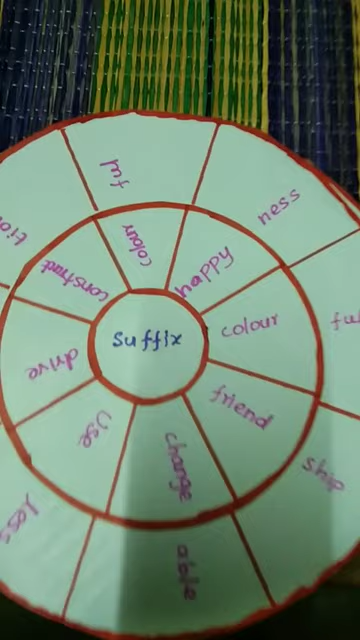 suffix
happy
ness
colour
ful
friend
ship
change
able
use
less
drive
construct
tion
colour
ful